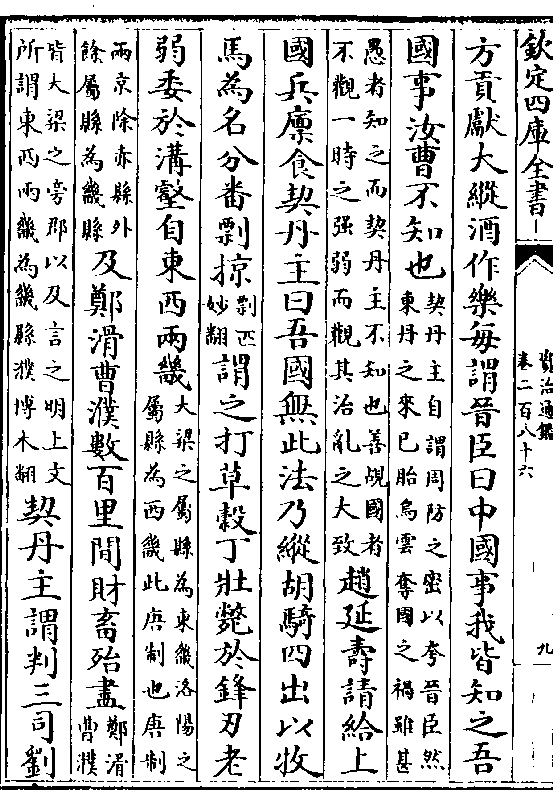 欽定四庫全書
資治通鑑
卷二百八十六
九
方貢獻大縱酒作樂每謂晉臣曰中國事我皆知之吾
國事汝曹不知也契丹主自謂周防之密以夸晉臣然東丹之來已胎烏雲奪國之禍雖甚
愚者知之而契丹主不知也善覘國者不觀一時之强弱而觀其治亂之大致趙延壽請給上
國兵廩食契丹主曰吾國無此法乃縱胡騎四出以牧
馬為名分番剽掠剽匹妙翻謂之打草穀丁壯斃於鋒刃老
弱委於溝壑自東西兩畿大梁之屬縣為東畿洛陽之屬縣為西畿此唐制也唐制
兩京除赤縣外餘屬縣為畿縣及鄭滑曹濮數百里間財畜殆盡鄭滑曹濮
皆大梁之旁郡以及言之明上文所謂東西兩畿為畿縣濮博木翻契丹主謂判三司劉